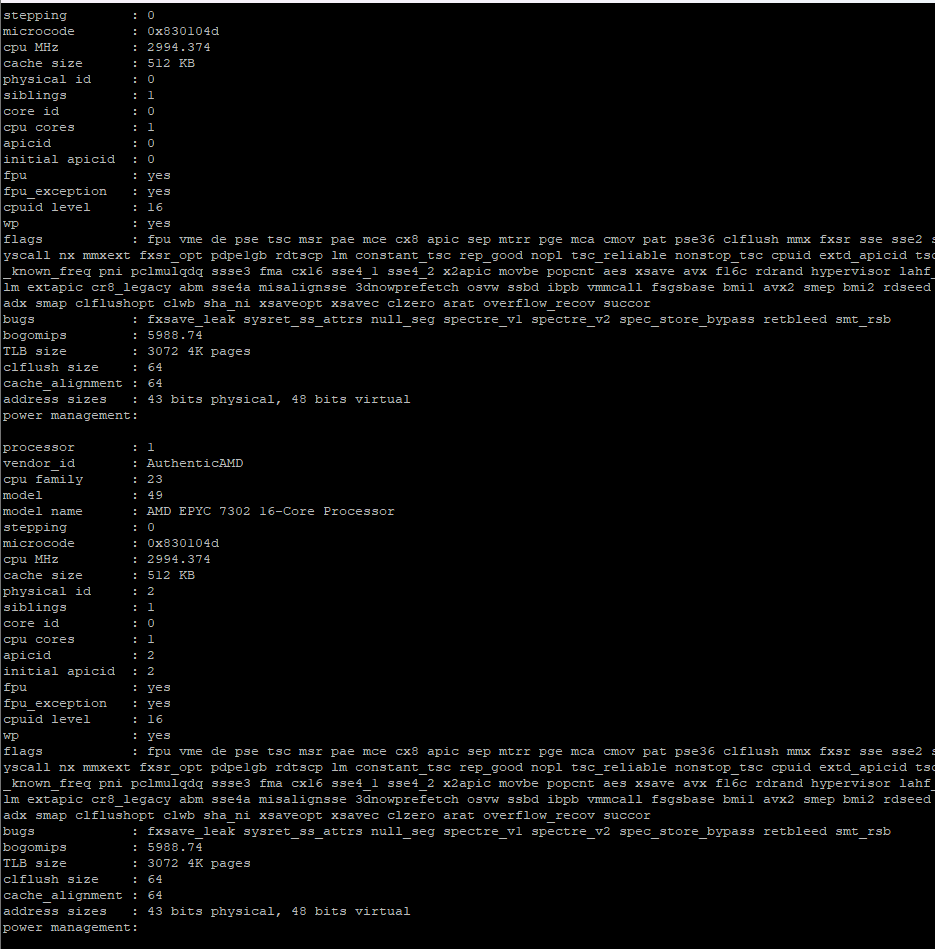 stepping : 0
microcode : 0x830104d
cpu MHz : 2994.374
cache size : 512 KB
physical id : 0
siblings : 1
core id : 0
cpu cores : 1
apicid : 0
initial apicid : 0
fpu : yes
fpu_exception : yes
cpuid level : 16
wp : yes
flags : fpu vme de pse tsc msr pae mce cx8 apic sep mtrr pge mca cmov pat pse36 clflush mmx fxsr sse sse2 s
yscall nx mmxext fxsr_opt pdpe1gb rdtscp lm constant_tsc rep_good nopl tsc_reliable nonstop_tsc cpuid extd_apicid tsc
_known_freq pni pclmulqdq ssse3 fma cx16 sse4_1 sse4_2 x2apic movbe popcnt aes xsave avx f16c rdrand hypervisor lahf_
lm extapic cr8_legacy abm sse4a misalignsse 3dnowprefetch osvw ssbd ibpb vmmcall fsgsbase bmi1 avx2 smep bmi2 rdseed
adx smap clflushopt clwb sha_ni xsaveopt xsavec clzero arat overflow_recov succor
bugs : fxsave_leak sysret_ss_attrs null_seg spectre_v1 spectre_v2 spec_store_bypass retbleed smt_rsb
bogomips : 5988.74
TLB size : 3072 4K pages
clflush size : 64
cache_alignment : 64
address sizes : 43 bits physical, 48 bits virtual
power management:
processor : 1
vendor_id : AuthenticAMD
cpu family : 23
model : 49
model name : AMD EPYC 7302 16-Core Processor
stepping : 0
microcode : 0x830104d
cpu MHz : 2994.374
cache size : 512 KB
physical id : 2
siblings : 1
core id : 0
cpu cores : 1
apicid : 2
initial apicid : 2
fpu : yes
fpu_exception : yes
cpuid level : 16
wp : yes
flags : fpu vme de pse tsc msr pae mce cx8 apic sep mtrr pge mca cmov pat pse36 clflush mmx fxsr sse sse2 s
yscall nx mmxext fxsr_opt pdpe1gb rdtscp lm constant_tsc rep_good nopl tsc_reliable nonstop_tsc cpuid extd_apicid tsc
_known_freq pni pclmulqdq ssse3 fma cx16 sse4_1 sse4_2 x2apic movbe popcnt aes xsave avx f16c rdrand hypervisor lahf_
lm extapic cr8_legacy abm sse4a misalignsse 3dnowprefetch osvw ssbd ibpb vmmcall fsgsbase bmi1 avx2 smep bmi2 rdseed
adx smap clflushopt clwb sha_ni xsaveopt xsavec clzero arat overflow_recov succor
bugs : fxsave_leak sysret_ss_attrs null_seg spectre_v1 spectre_v2 spec_store_bypass retbleed smt_rsb
bogomips : 5988.74
TLB size : 3072 4K pages
clflush size : 64
cache_alignment : 64
address sizes : 43 bits physical, 48 bits virtual
power management: